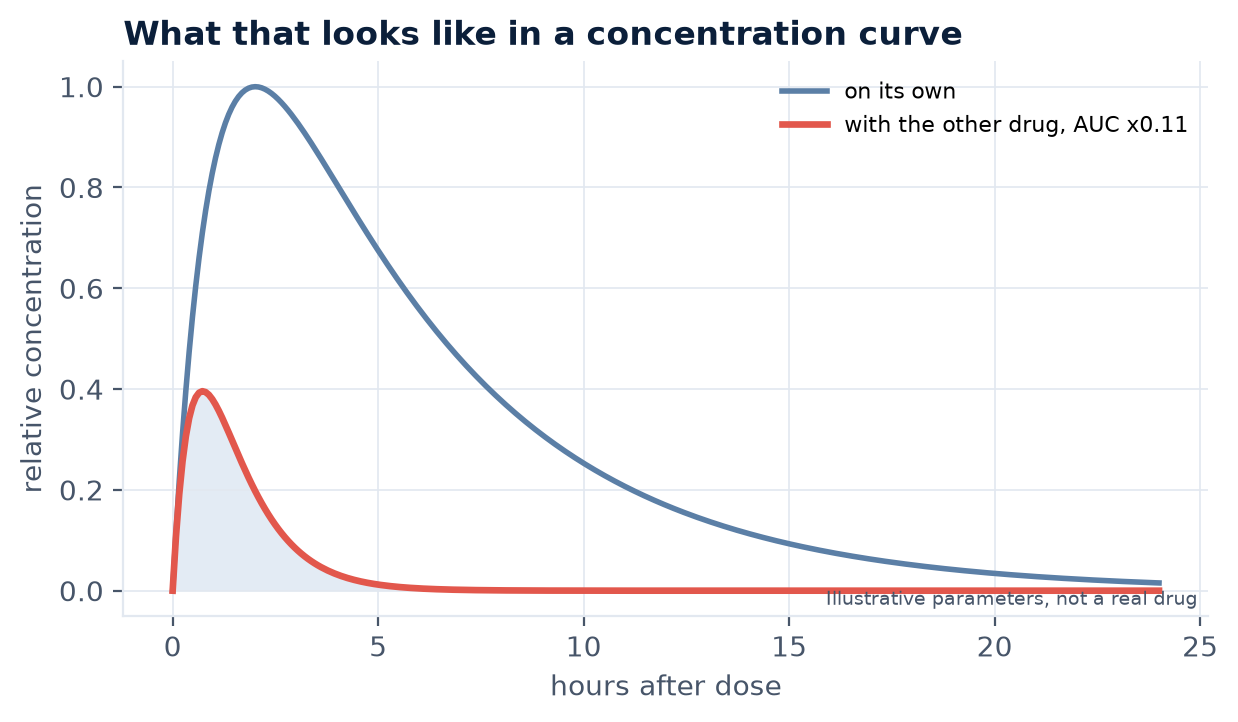 What that looks like in a concentration curve
on its own
with the other drug, AUC x0.11
relative concentration
1.0
0.8
0.6
0.4
0.2
0.0
Illustrative parameters, not a real drug
0 5 10 15 20 25
hours after dose